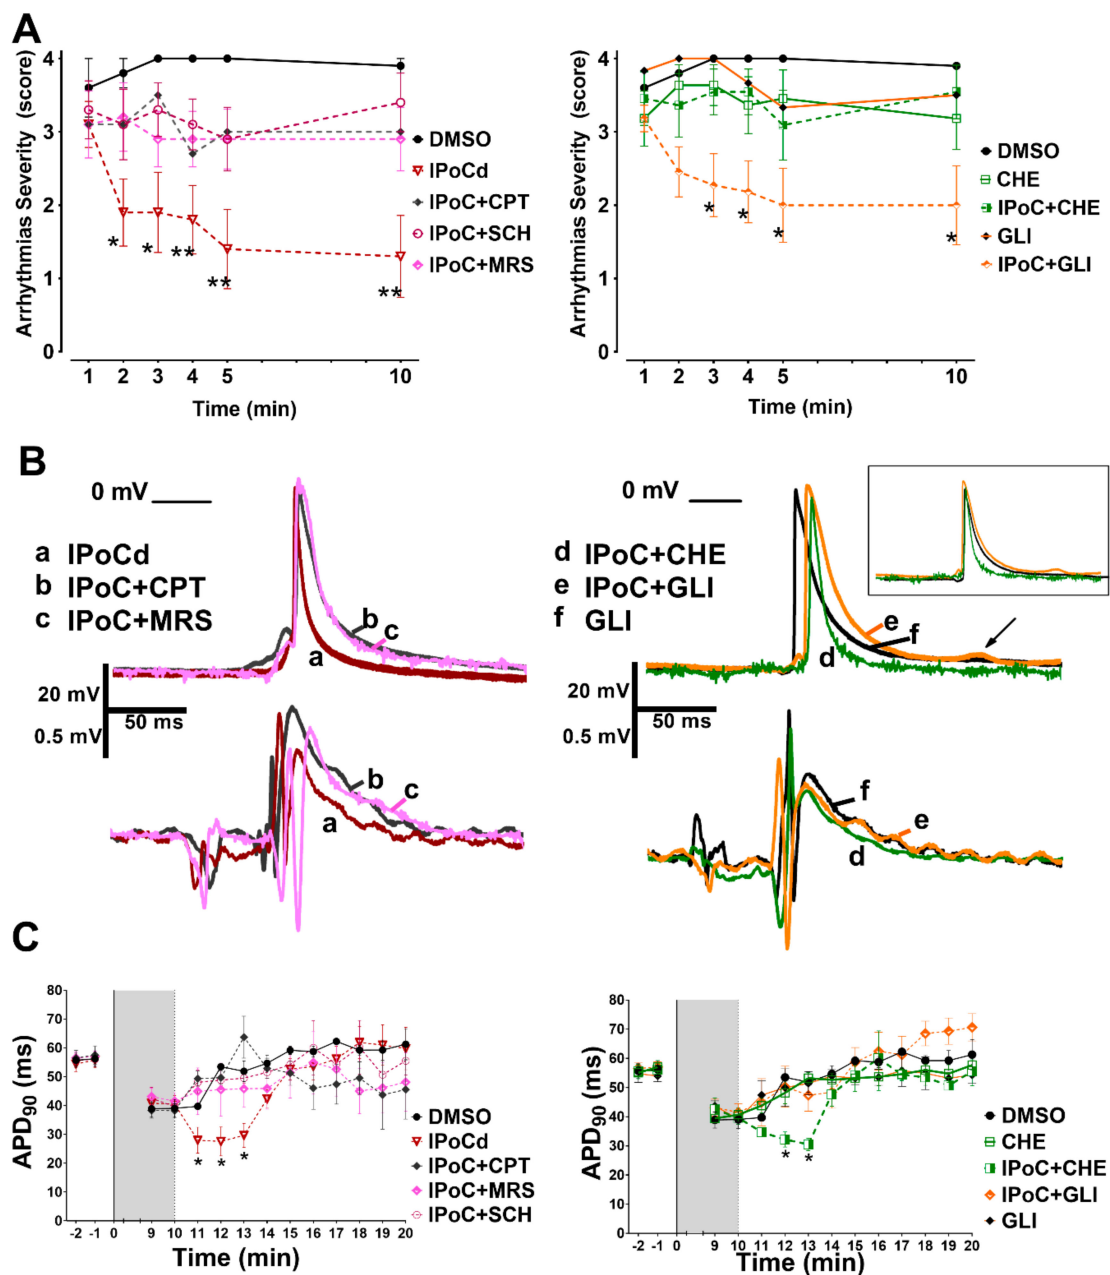 A
Arrhythmias Severity (score)
4
3
2
1
0
* * ** ** **
1 2 3 4 5 10
Time (min)
DMSO
IPoCd
IPoC+CPT
IPoC+SCH
IPoC+MRS
Arrhythmias Severity (score)
4
3
2
1
0
* * * *
1 2 3 4 5 10
Time (min)
DMSO
CHE
IPoC+CHE
GLI
IPoC+GLI
B
0 mV
a IPoCd
b IPoC+CPT
c IPoC+MRS
b
c
a
20 mV
50 ms
0.5 mV
b
c
a
0 mV
d IPoC+CHE
e IPoC+GLI
f GLI
e
f
d
20 mV
50 ms
0.5 mV
f
e
d
C
APD90 (ms)
80
70
60
50
40
30
20
10
0
* * *
-2 -1 0 9 10 11 12 13 14 15 16 17 18 19 20
Time (min)
DMSO
IPoCd
IPoC+CPT
IPoC+MRS
IPoC+SCH
APD90 (ms)
80
70
60
50
40
30
20
10
0
* *
-2 -1 0 9 10 11 12 13 14 15 16 17 18 19 20
Time (min)
DMSO
CHE
IPoC+CHE
IPoC+GLI
GLI